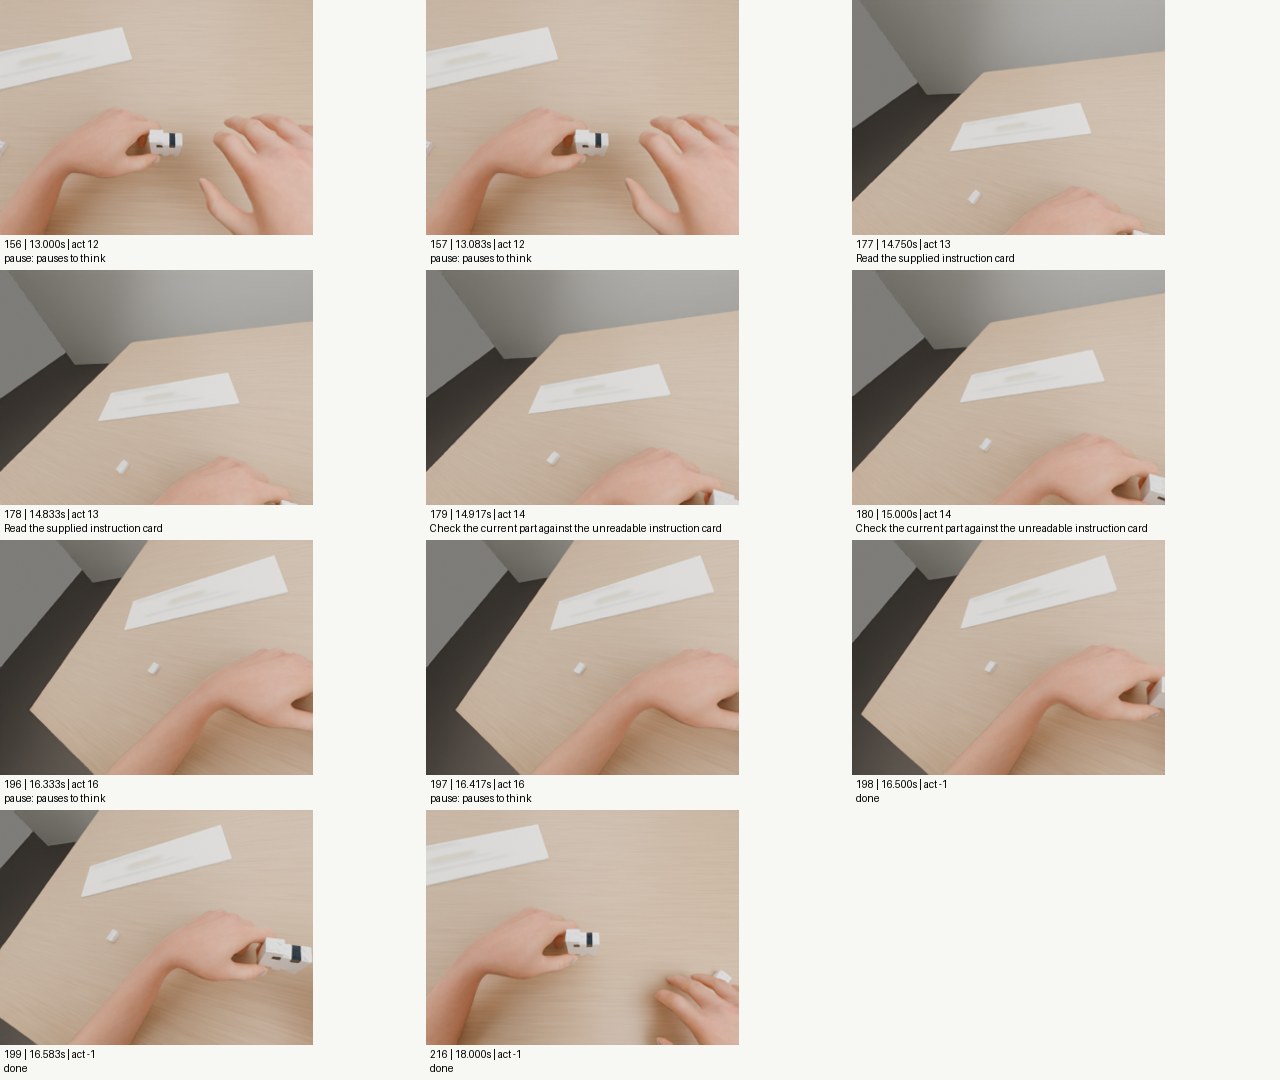 156 | 13.000s | act 12
pause: pauses to think
157 | 13.083s | act 12
pause: pauses to think
177 | 14.750s | act 13
Read the supplied instruction card
178 | 14.833s | act 13
Read the supplied instruction card
179 | 14.917s | act 14
Check the current part against the unreadable instruction card
180 | 15.000s | act 14
Check the current part against the unreadable instruction card
196 | 16.333s | act 16
pause: pauses to think
197 | 16.417s | act 16
pause: pauses to think
198 | 16.500s | act -1
done
199 | 16.583s | act -1
done
216 | 18.000s | act -1
done